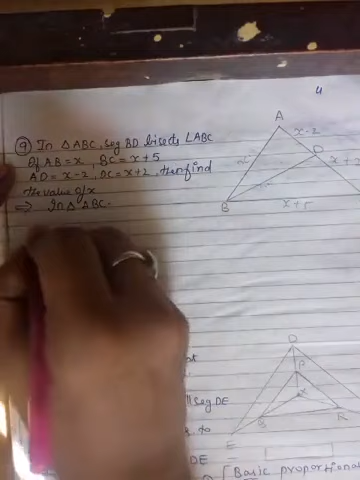 4
⑨ In △ABC, seg BD bisects ∠ABC
If AB = x, BC = x+5
AD = x-2, DC = x+2, then find
the value of x
⇒ In △ABC.
A
x-2
D
x
B
x+5
D
P
seg DE
to
E
R
DE
Basic proportional